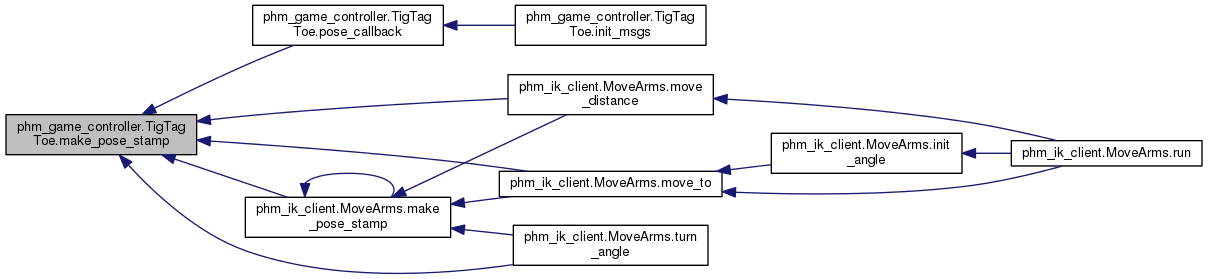 phm_game_controller.TigTag
Toe.pose_callback
phm_game_controller.TigTag
Toe.init_msgs
phm_ik_client.MoveArms.move
_distance
phm_game_controller.TigTag
Toe.make_pose_stamp
phm_ik_client.MoveArms.init
_angle
phm_ik_client.MoveArms.run
phm_ik_client.MoveArms.move_to
phm_ik_client.MoveArms.make
_pose_stamp
phm_ik_client.MoveArms.turn
_angle